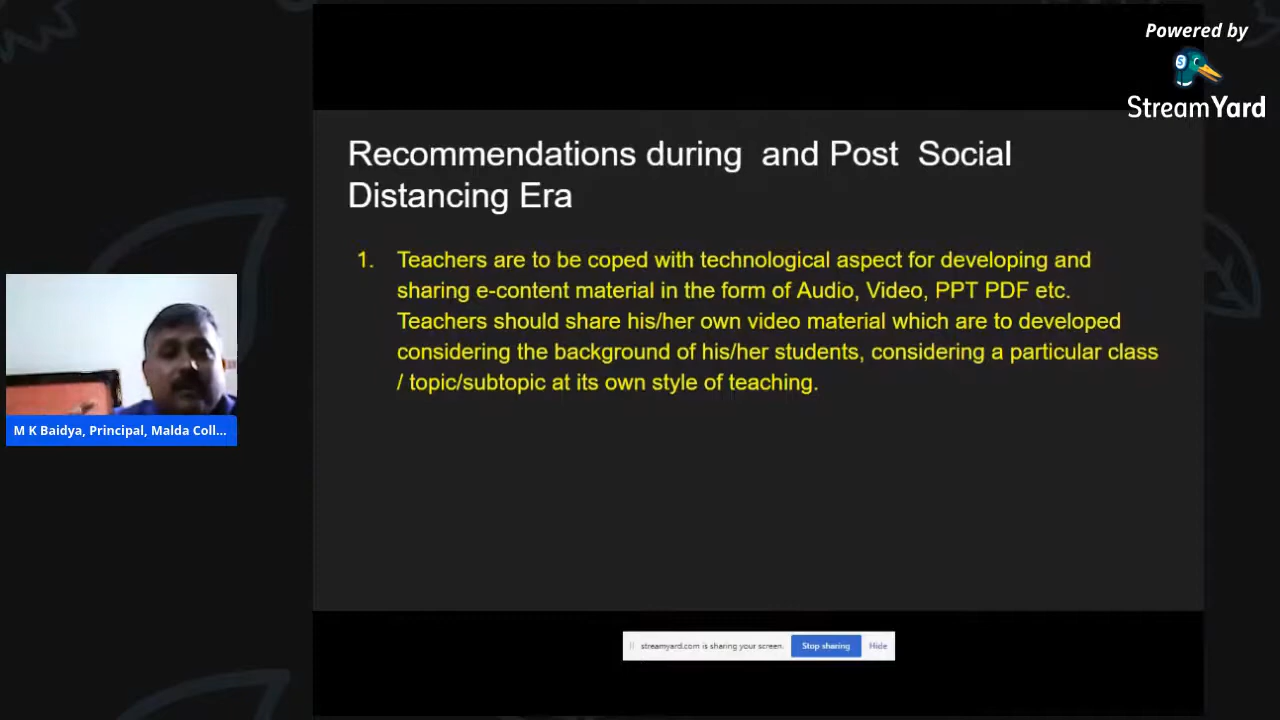 Powered by
StreamYard
Recommendations during and Post Social
Distancing Era
1. Teachers are to be coped with technological aspect for developing and
sharing e-content material in the form of Audio, Video, PPT PDF etc.
Teachers should share his/her own video material which are to developed
considering the background of his/her students, considering a particular class
/ topic/subtopic at its own style of teaching.
M K Baidya, Principal, Malda Coll...
streamyard.com is sharing your screen. Stop sharing Hide